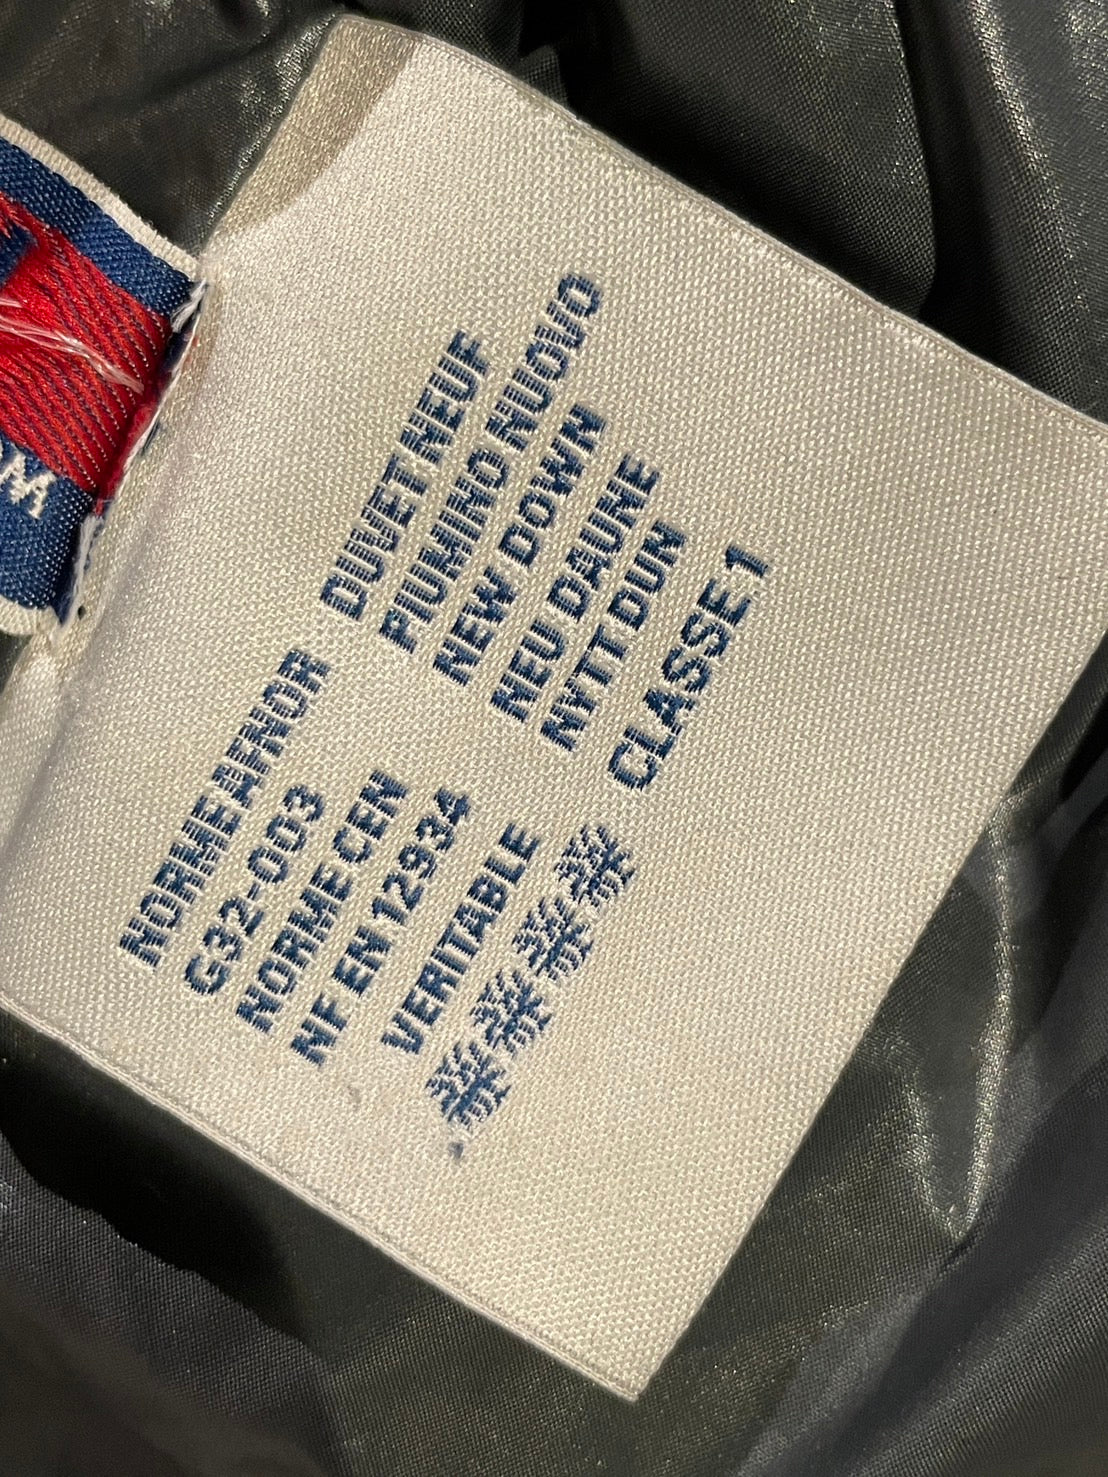 NORME AFNOR
G32-003
NORME CEN
NF EN 12934
VERITABLE
DUVET NEUF
PIUMINO NUOVO
NEW DOWN
NEU DAUNE
NYTT DUN
CLASSE 1